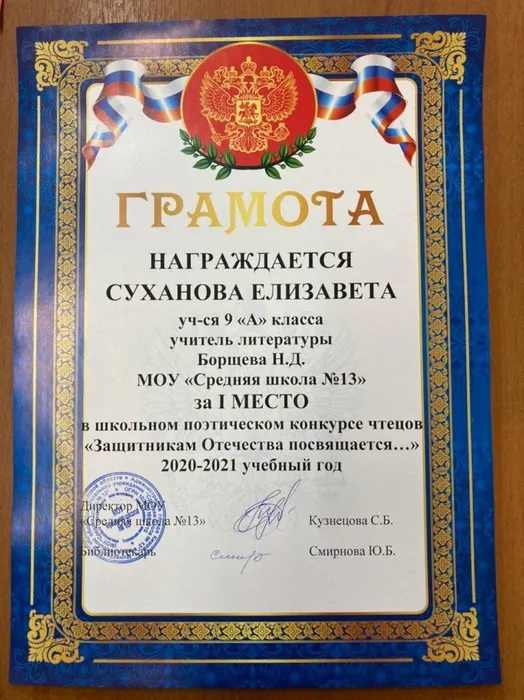 ГРАМОТА
НАГРАЖДАЕТСЯ
СУХАНОВА ЕЛИЗАВЕТА
уч-ся 9 «А» класса
учитель литературы
Борщева Н.Д.
МОУ «Средняя школа №13»
за I МЕСТО
в школьном поэтическом конкурсе чтецов
«Защитникам Отечества посвящается…»
2020-2021 учебный год
Директор МОУ
«Средняя школа №13» Кузнецова С.Б.
Библиотекарь Смирнова Ю.Б.